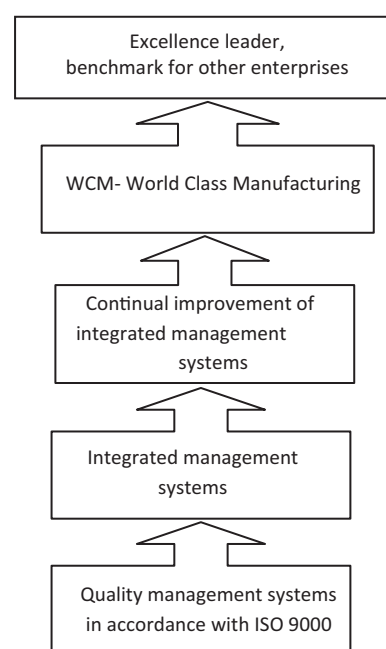 Excellence leader,
benchmark for other enterprises
WCM- World Class Manufacturing
Continual improvement of
integrated management
systems
Integrated management
systems
Quality management systems
in accordance with ISO 9000